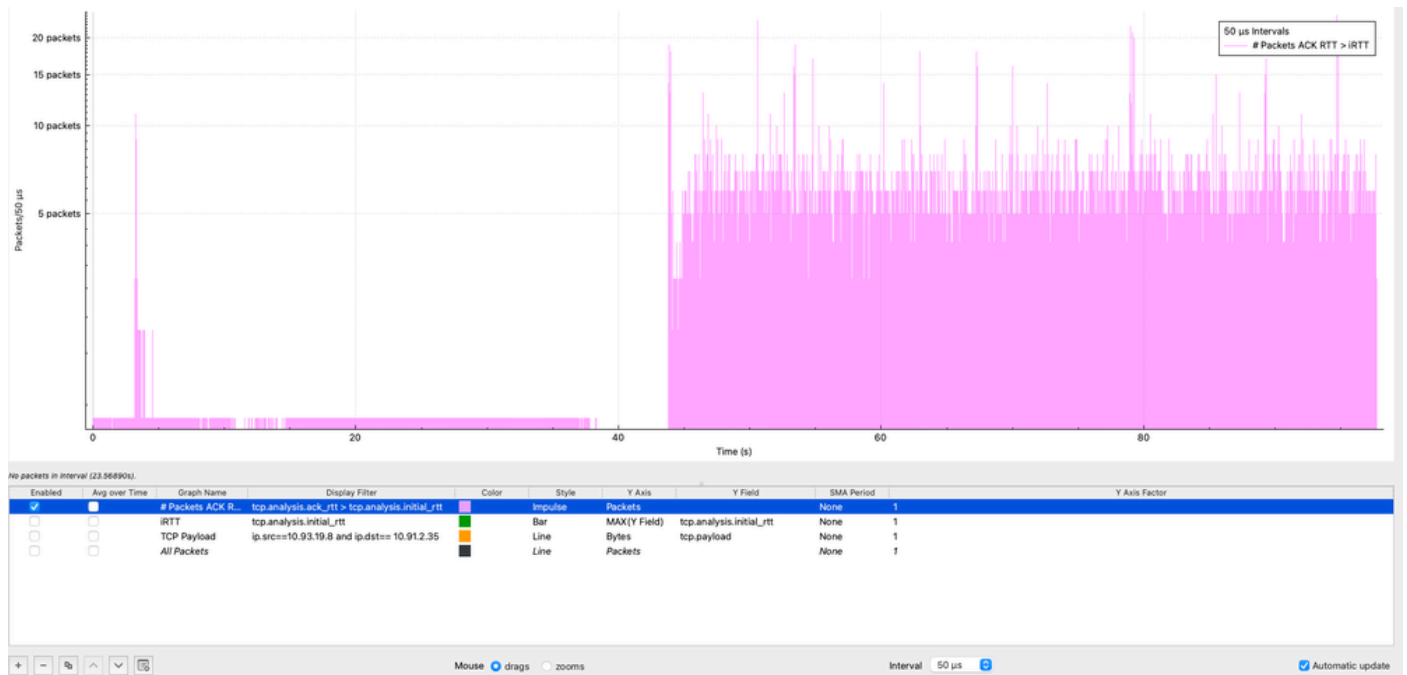 20 packets
15 packets
10 packets
5 packets
Packets/50 µs
50 µs Intervals
# Packets ACK RTT > iRTT
0 20 40 60 80
Time (s)
No packets in interval (23.56890s).
Enabled Avg over Time Graph Name Display Filter Color Style Y Axis Y Field SMA Period Y Axis Factor
# Packets ACK R... tcp.analysis.ack_rtt > tcp.analysis.initial_rtt Impulse Packets None 1
iRTT tcp.analysis.initial_rtt Bar MAX(Y Field) tcp.analysis.initial_rtt None 1
TCP Payload ip.src==10.93.19.8 and ip.dst== 10.91.2.35 Line Bytes tcp.payload None 1
All Packets Line Packets None 1
+ − Mouse drags zooms Interval 50 µs Automatic update